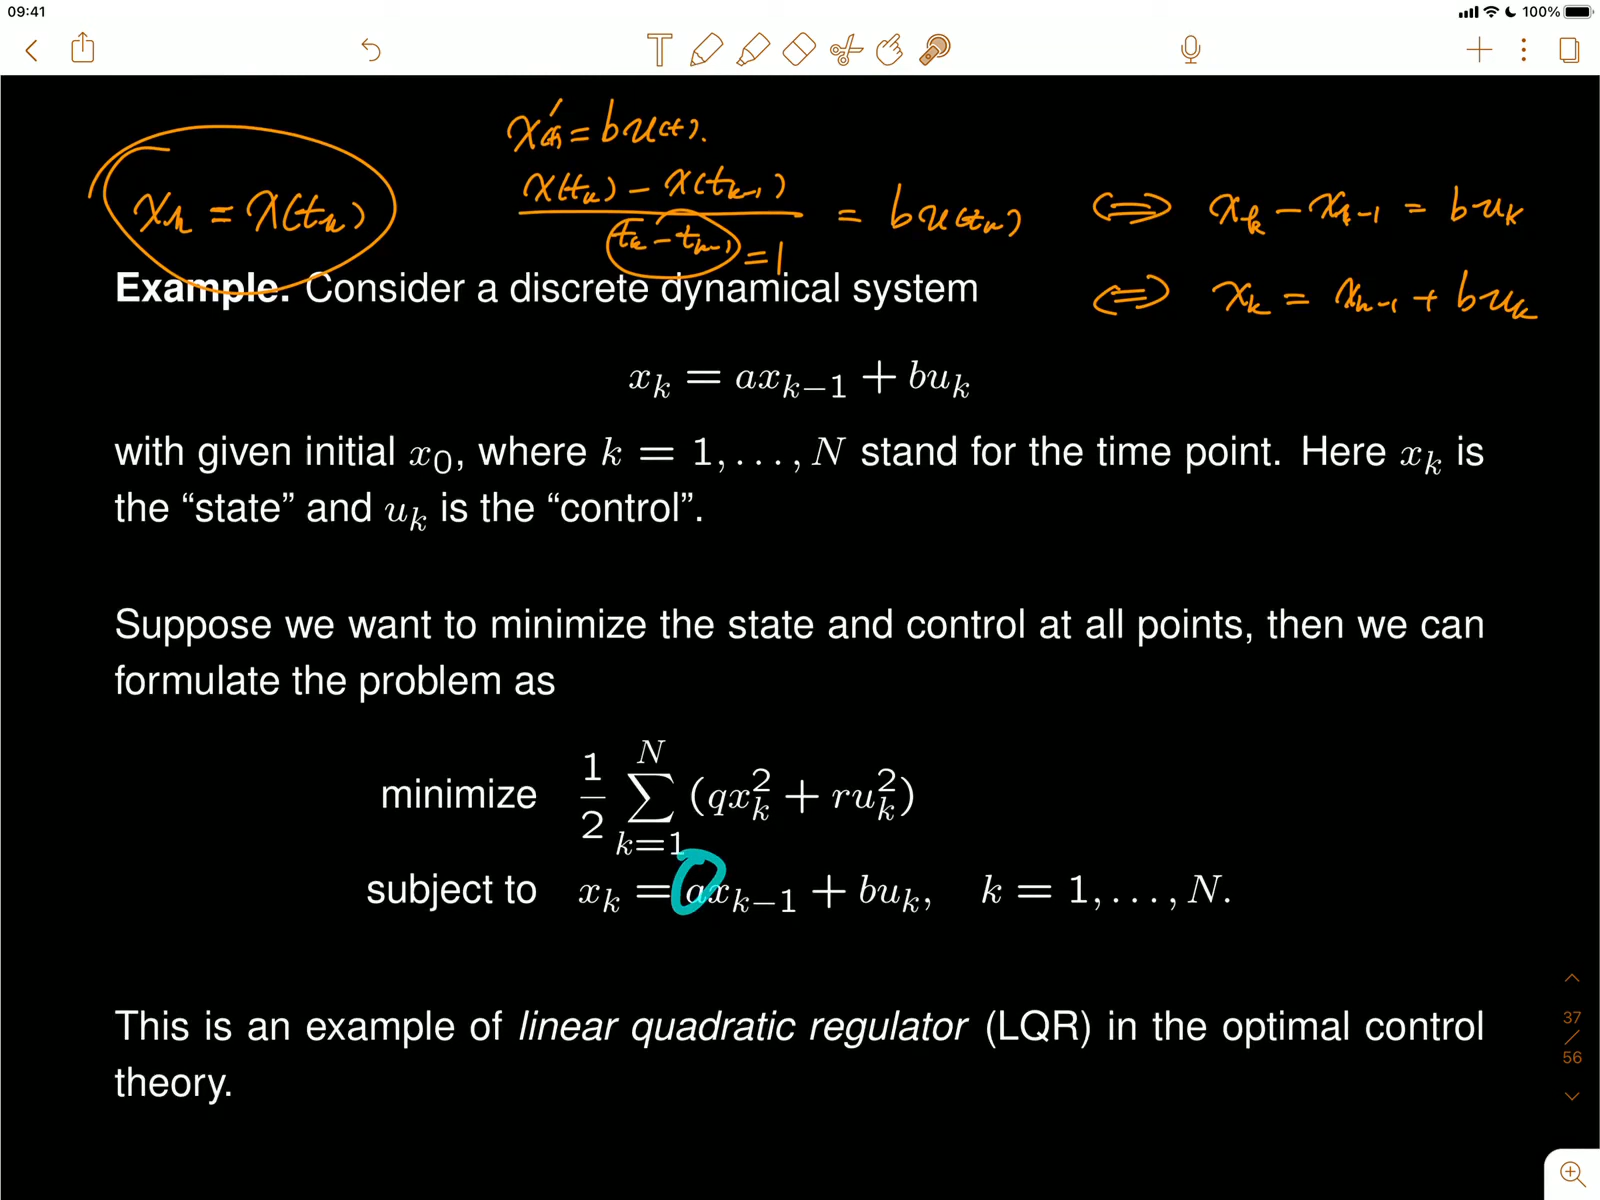 09:41
100%
x'(t) = bu(t).
x_k = x(t_k)
(x(t_k) − x(t_{k-1})) / (t_k − t_{k-1}) = bu(t_k) ⇔ x_k − x_{k-1} = bu_k
= 1
Example. Consider a discrete dynamical system
⇔ x_k = x_{k-1} + bu_k
x_k = ax_{k−1} + bu_k
with given initial x_0, where k = 1, . . . , N stand for the time point. Here x_k is
the “state” and u_k is the “control”.
Suppose we want to minimize the state and control at all points, then we can
formulate the problem as
minimize 1/2 ∑_{k=1}^{N} (qx_k^2 + ru_k^2)
subject to x_k = ax_{k−1} + bu_k, k = 1, . . . , N.
37
/
56
This is an example of linear quadratic regulator (LQR) in the optimal control
theory.